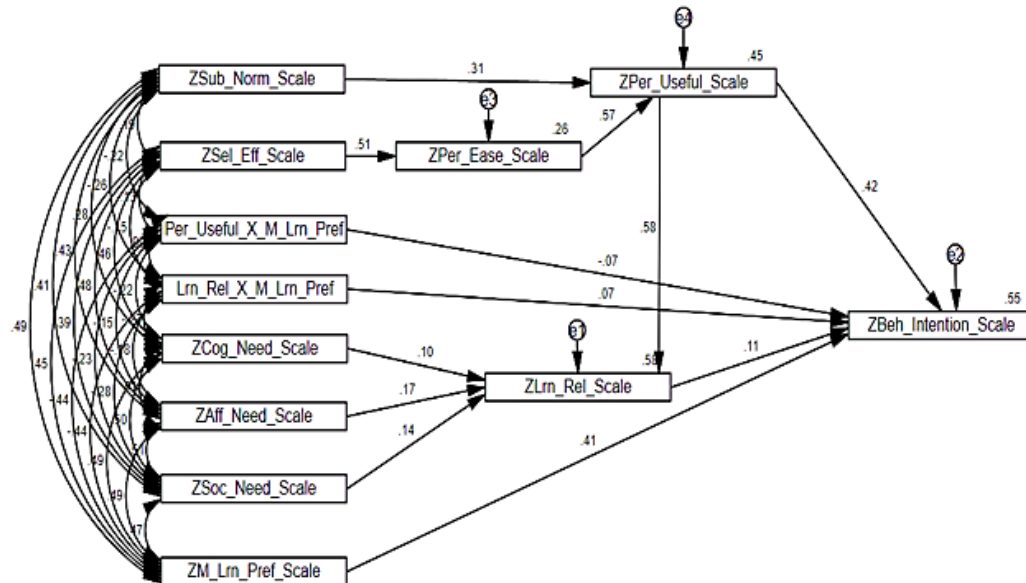 e4
.45
ZSub_Norm_Scale
.31
ZPer_Useful_Scale
e3
.57
.26
ZSel_Eff_Scale
.51
ZPer_Ease_Scale
-.22
-.26
.28
.43
.41
.49
.42
Per_Useful_X_M_Lrn_Pref
.46
.58
-.07
e2
.48
-.22
Lrn_Rel_X_M_Lrn_Pref
.07
.55
ZBeh_Intention_Scale
.39
-.15
e1
ZCog_Need_Scale
.10
.58
.11
.45
-.23
ZLrn_Rel_Scale
-.28
.17
ZAff_Need_Scale
-.44
-.44
.14
.41
.49
ZSoc_Need_Scale
.49
.47
ZM_Lrn_Pref_Scale